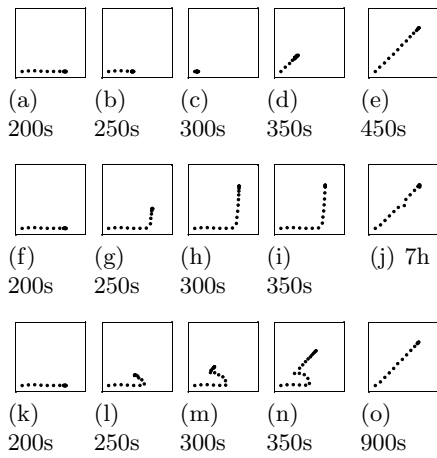 (a) (b) (c) (d) (e)
200s 250s 300s 350s 450s
(f) (g) (h) (i) (j) 7h
200s 250s 300s 350s
(k) (l) (m) (n) (o)
200s 250s 300s 350s 900s